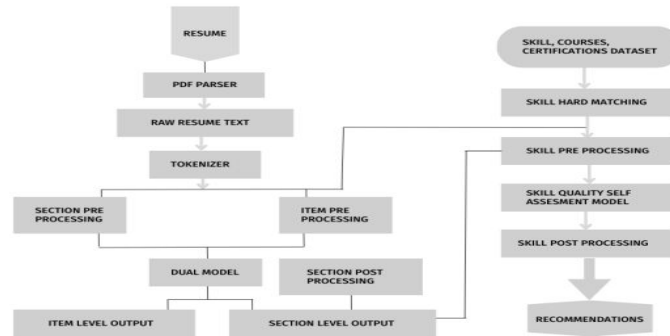 RESUME
PDF PARSER
RAW RESUME TEXT
TOKENIZER
SECTION PRE
PROCESSING
ITEM PRE
PROCESSING
DUAL MODEL
SECTION POST
PROCESSING
ITEM LEVEL OUTPUT
SECTION LEVEL OUTPUT
SKILL, COURSES,
CERTIFICATIONS DATASET
SKILL HARD MATCHING
SKILL PRE PROCESSING
SKILL QUALITY SELF
ASSESMENT MODEL
SKILL POST PROCESSING
RECOMMENDATIONS